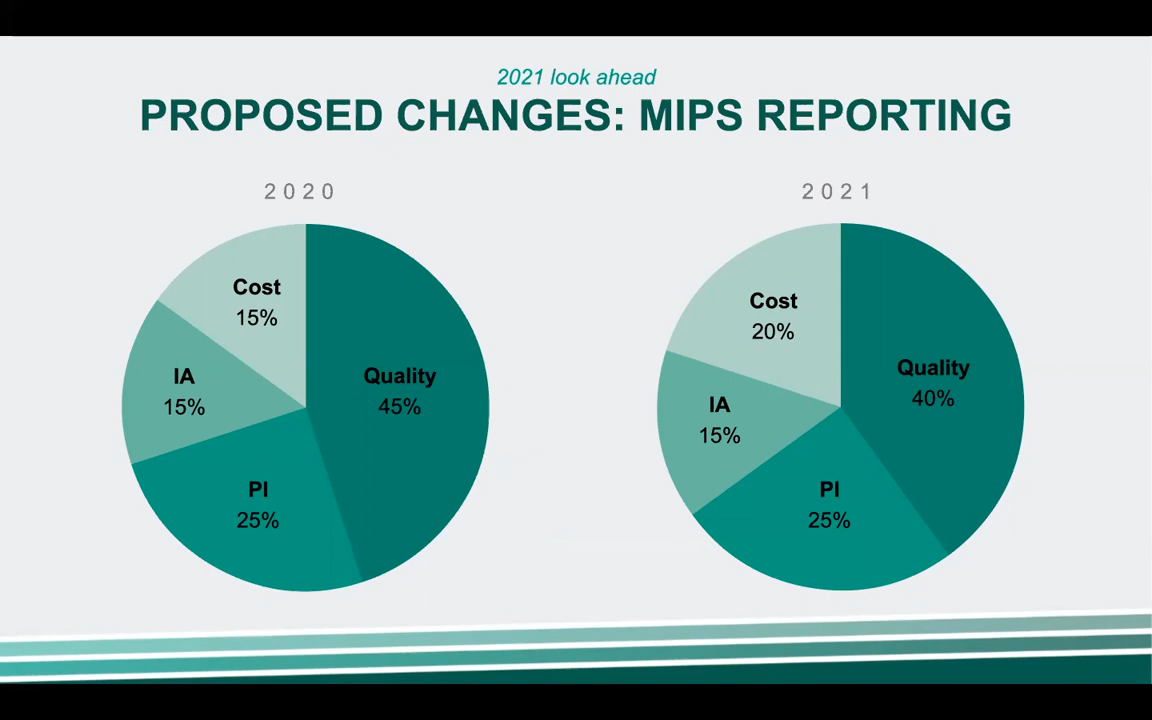 2021 look ahead
PROPOSED CHANGES: MIPS REPORTING
2020
Cost
15%
IA
15%
Quality
45%
PI
25%
2021
Cost
20%
Quality
40%
IA
15%
PI
25%